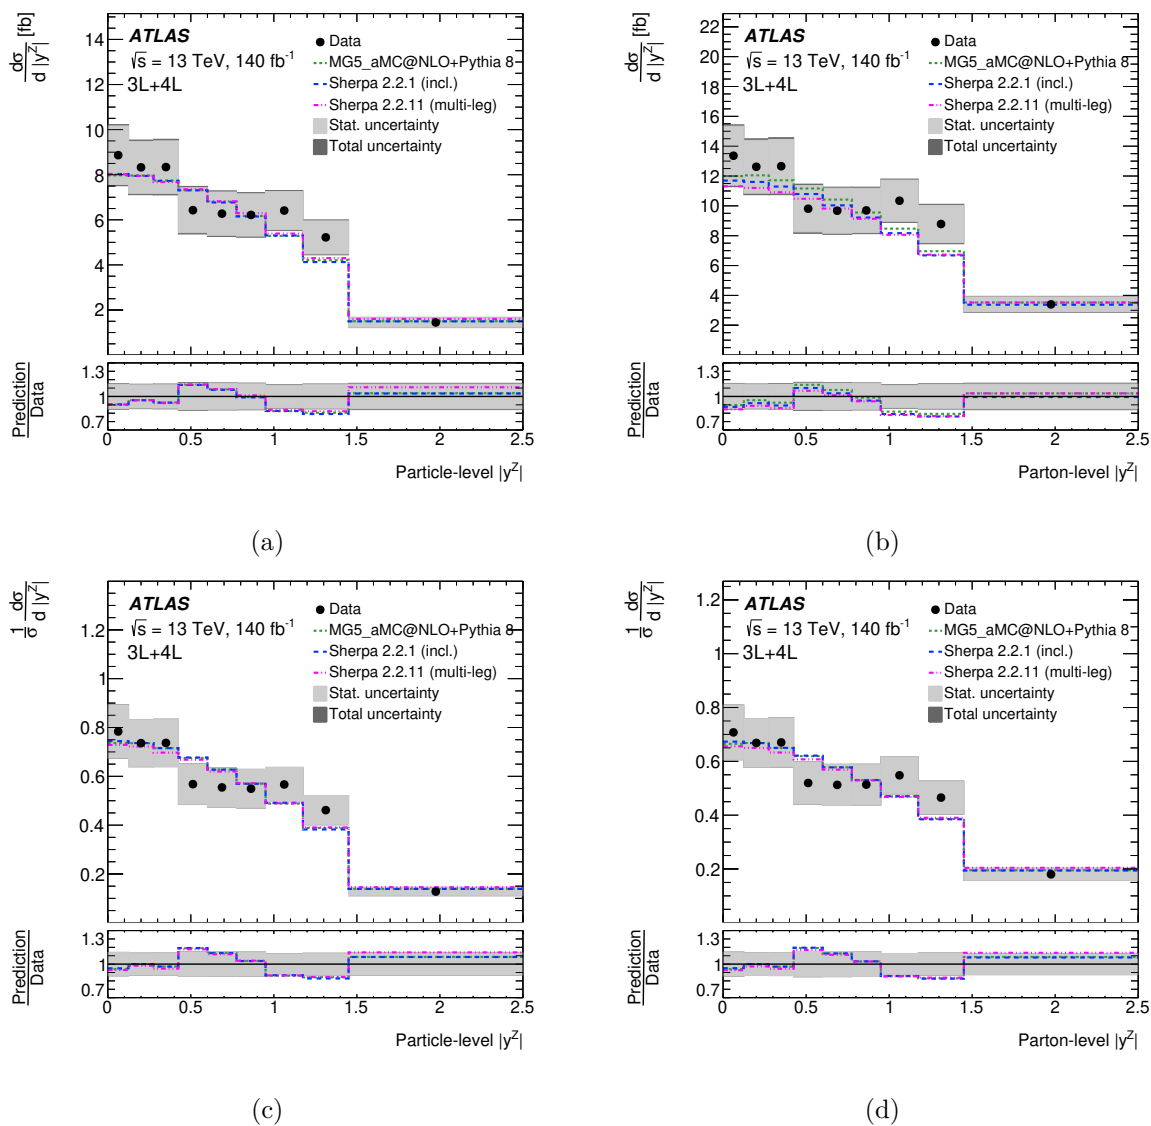 dσ/d |y^Z| [fb]
ATLAS
√s = 13 TeV, 140 fb⁻¹
3L+4L
Data
MG5_aMC@NLO+Pythia 8
Sherpa 2.2.1 (incl.)
Sherpa 2.2.11 (multi-leg)
Stat. uncertainty
Total uncertainty
14
12
10
8
6
4
2
Prediction/Data
1.3
1
0.7
0 0.5 1 1.5 2 2.5
Particle-level |y^Z|
(a)
dσ/d |y^Z| [fb]
ATLAS
√s = 13 TeV, 140 fb⁻¹
3L+4L
Data
MG5_aMC@NLO+Pythia 8
Sherpa 2.2.1 (incl.)
Sherpa 2.2.11 (multi-leg)
Stat. uncertainty
Total uncertainty
22
20
18
16
14
12
10
8
6
4
2
Prediction/Data
1.3
1
0.7
0 0.5 1 1.5 2 2.5
Parton-level |y^Z|
(b)
1/σ dσ/d |y^Z|
ATLAS
√s = 13 TeV, 140 fb⁻¹
3L+4L
Data
MG5_aMC@NLO+Pythia 8
Sherpa 2.2.1 (incl.)
Sherpa 2.2.11 (multi-leg)
Stat. uncertainty
Total uncertainty
1.2
1
0.8
0.6
0.4
0.2
Prediction/Data
1.3
1
0.7
0 0.5 1 1.5 2 2.5
Particle-level |y^Z|
(c)
1/σ dσ/d |y^Z|
ATLAS
√s = 13 TeV, 140 fb⁻¹
3L+4L
Data
MG5_aMC@NLO+Pythia 8
Sherpa 2.2.1 (incl.)
Sherpa 2.2.11 (multi-leg)
Stat. uncertainty
Total uncertainty
1.2
1
0.8
0.6
0.4
0.2
Prediction/Data
1.3
1
0.7
0 0.5 1 1.5 2 2.5
Parton-level |y^Z|
(d)